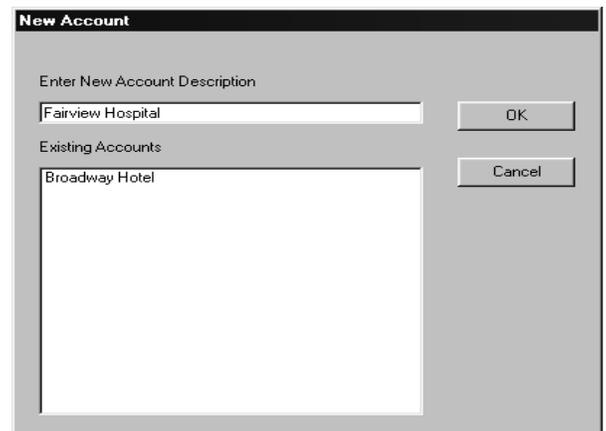 New Account
Enter New Account Description
Fairview Hospital
OK
Existing Accounts
Broadway Hotel
Cancel